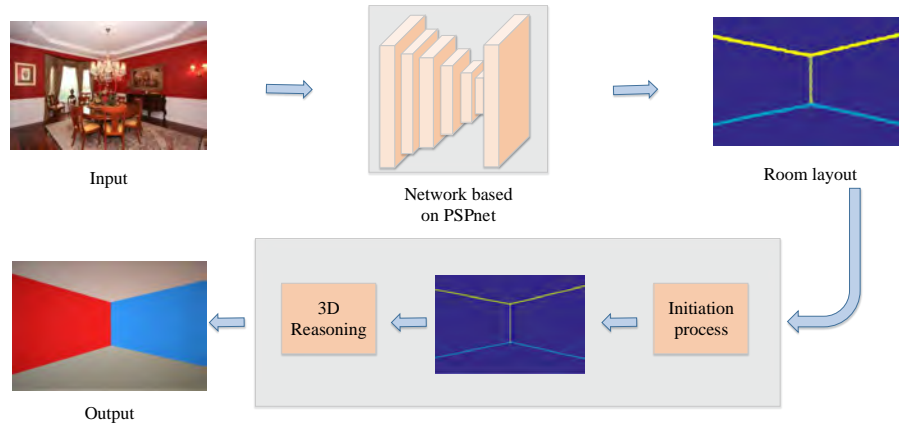 Input
Network based
on PSPnet
Room layout
3D
Reasoning
Initiation
process
Output